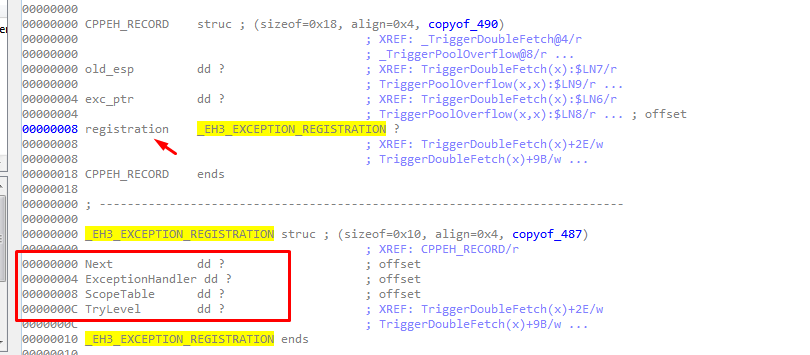 00000000
00000000 CPPEH_RECORD struc ; (sizeof=0x18, align=0x4, copyof_490)
00000000 ; XREF: _TriggerDoubleFetch@4/r
00000000 ; _TriggerPoolOverflow@8/r ...
00000000 old_esp dd ? ; XREF: TriggerDoubleFetch(x):$LN7/r
00000000 ; TriggerPoolOverflow(x,x):$LN9/r ...
00000004 exc_ptr dd ? ; XREF: TriggerDoubleFetch(x):$LN6/r
00000004 ; TriggerPoolOverflow(x,x):$LN8/r ... ; offset
00000008 registration _EH3_EXCEPTION_REGISTRATION ?
00000008 ; XREF: TriggerDoubleFetch(x)+2E/w
00000008 ; TriggerDoubleFetch(x)+9B/w ...
00000018 CPPEH_RECORD ends
00000018
00000000 ; ---------------------------------------------------------------------------
00000000
00000000 _EH3_EXCEPTION_REGISTRATION struc ; (sizeof=0x10, align=0x4, copyof_487)
00000000 ; XREF: CPPEH_RECORD/r
00000000 Next dd ? ; offset
00000004 ExceptionHandler dd ? ; offset
00000008 ScopeTable dd ? ; offset
0000000C TryLevel dd ? ; XREF: TriggerDoubleFetch(x)+2E/w
0000000C ; TriggerDoubleFetch(x)+9B/w ...
00000010 _EH3_EXCEPTION_REGISTRATION ends
00000010